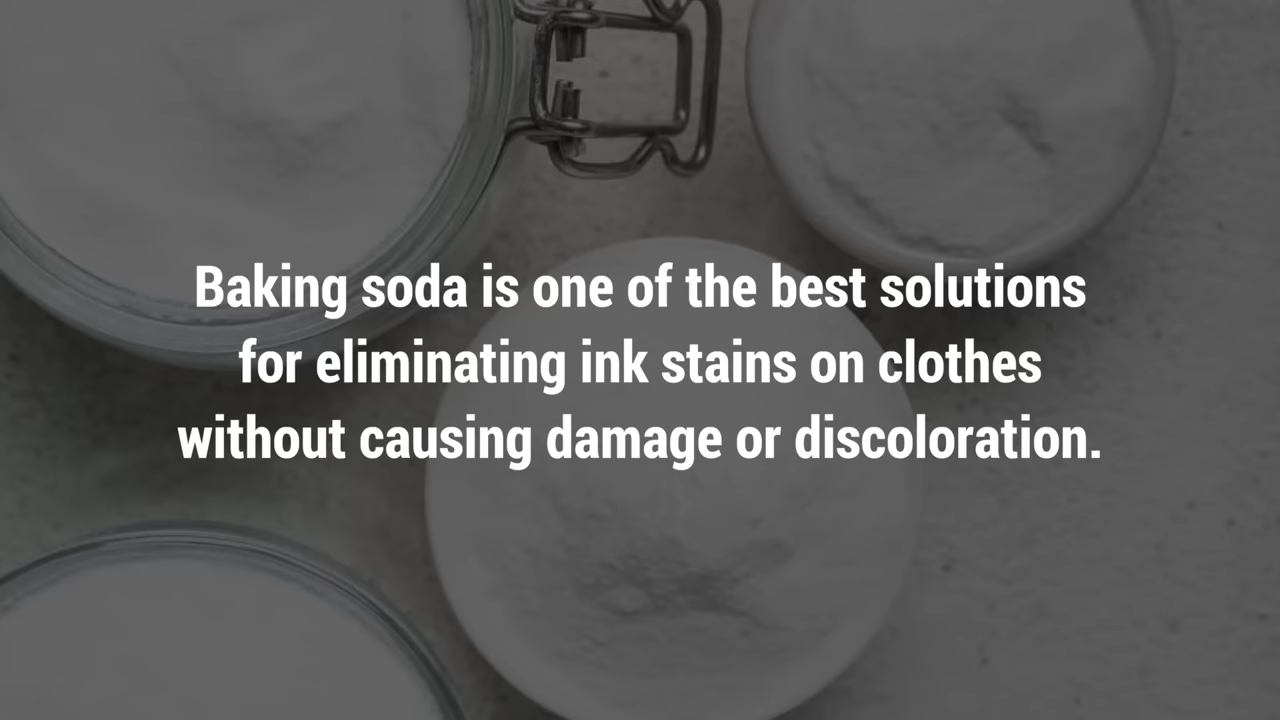 Baking soda is one of the best solutions
for eliminating ink stains on clothes
without causing damage or discoloration.